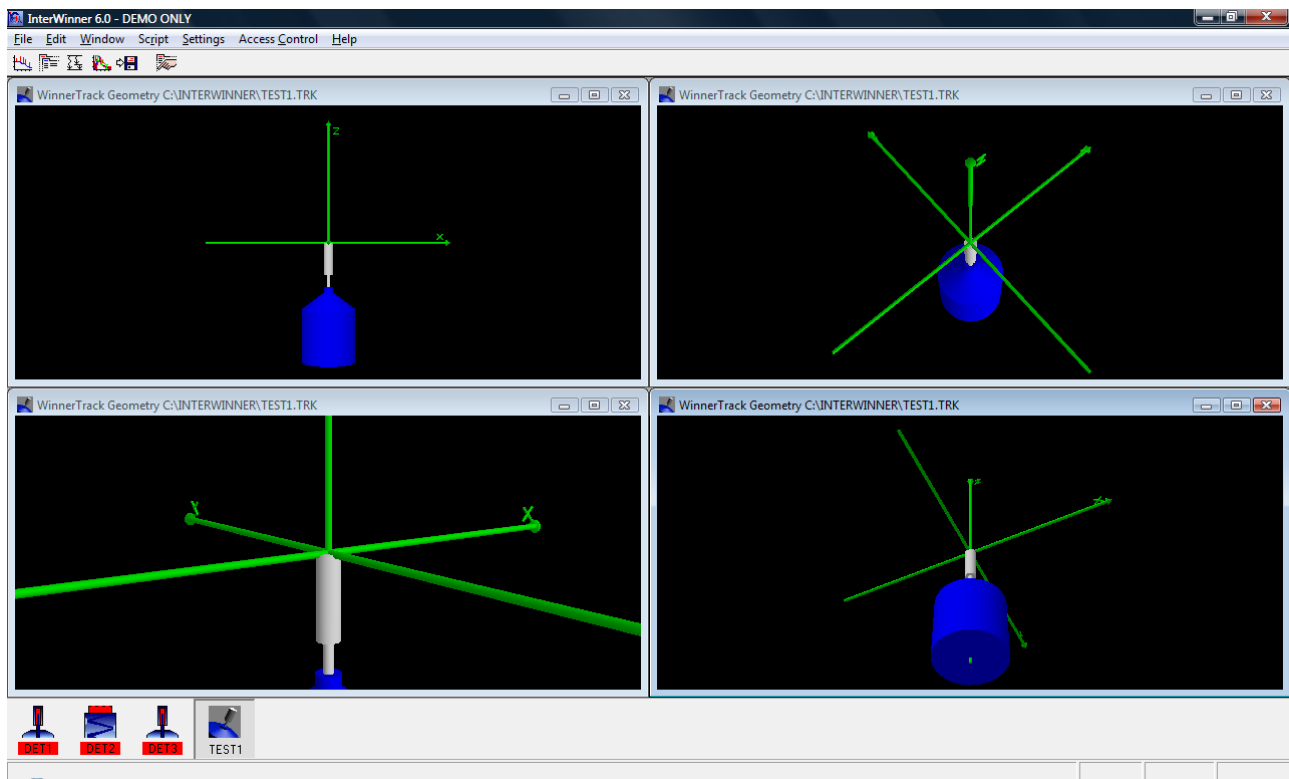 InterWinner 6.0 - DEMO ONLY
File Edit Window Script Settings Access Control Help
WinnerTrack Geometry C:\INTERWINNER\TEST1.TRK
z
x
WinnerTrack Geometry C:\INTERWINNER\TEST1.TRK
WinnerTrack Geometry C:\INTERWINNER\TEST1.TRK
Y
X
WinnerTrack Geometry C:\INTERWINNER\TEST1.TRK
DET1 DET2 DET3 TEST1